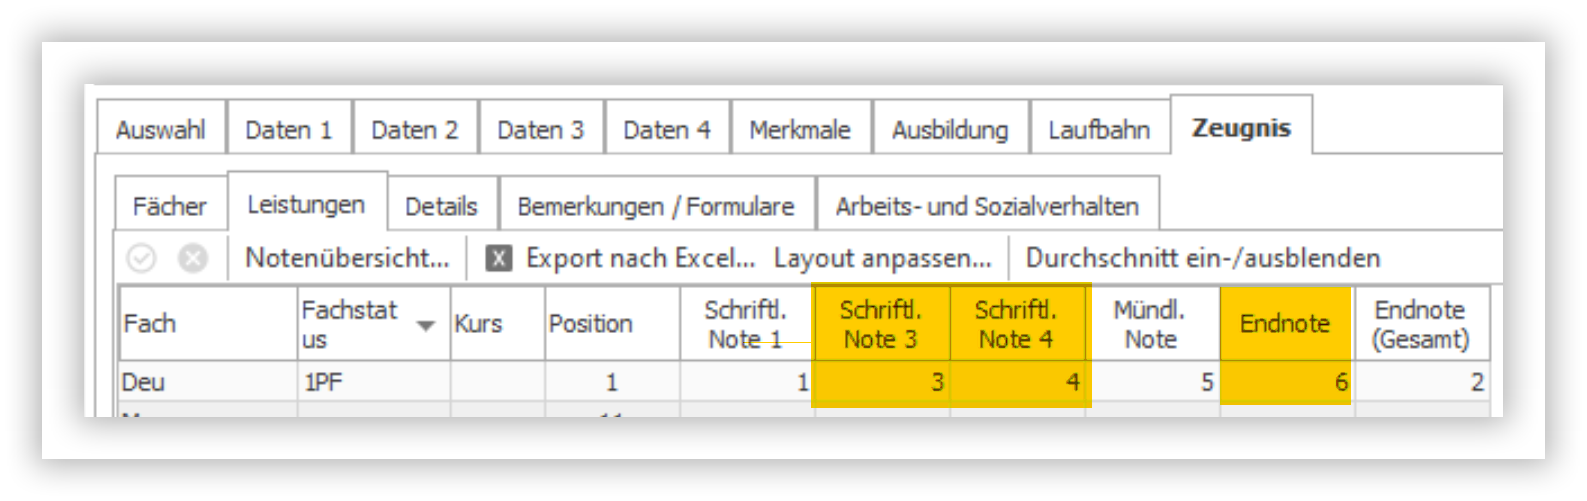 Auswahl Daten 1 Daten 2 Daten 3 Daten 4 Merkmale Ausbildung Laufbahn Zeugnis
Fächer Leistungen Details Bemerkungen / Formulare Arbeits- und Sozialverhalten
Notenübersicht... X Export nach Excel... Layout anpassen... Durchschnitt ein-/ausblenden
Fach Fachstat Kurs Position Schriftl. Schriftl. Schriftl. Mündl. Endnote Endnote
us Note 1 Note 3 Note 4 Note (Gesamt)
Deu 1PF 1 1 3 4 5 6 2